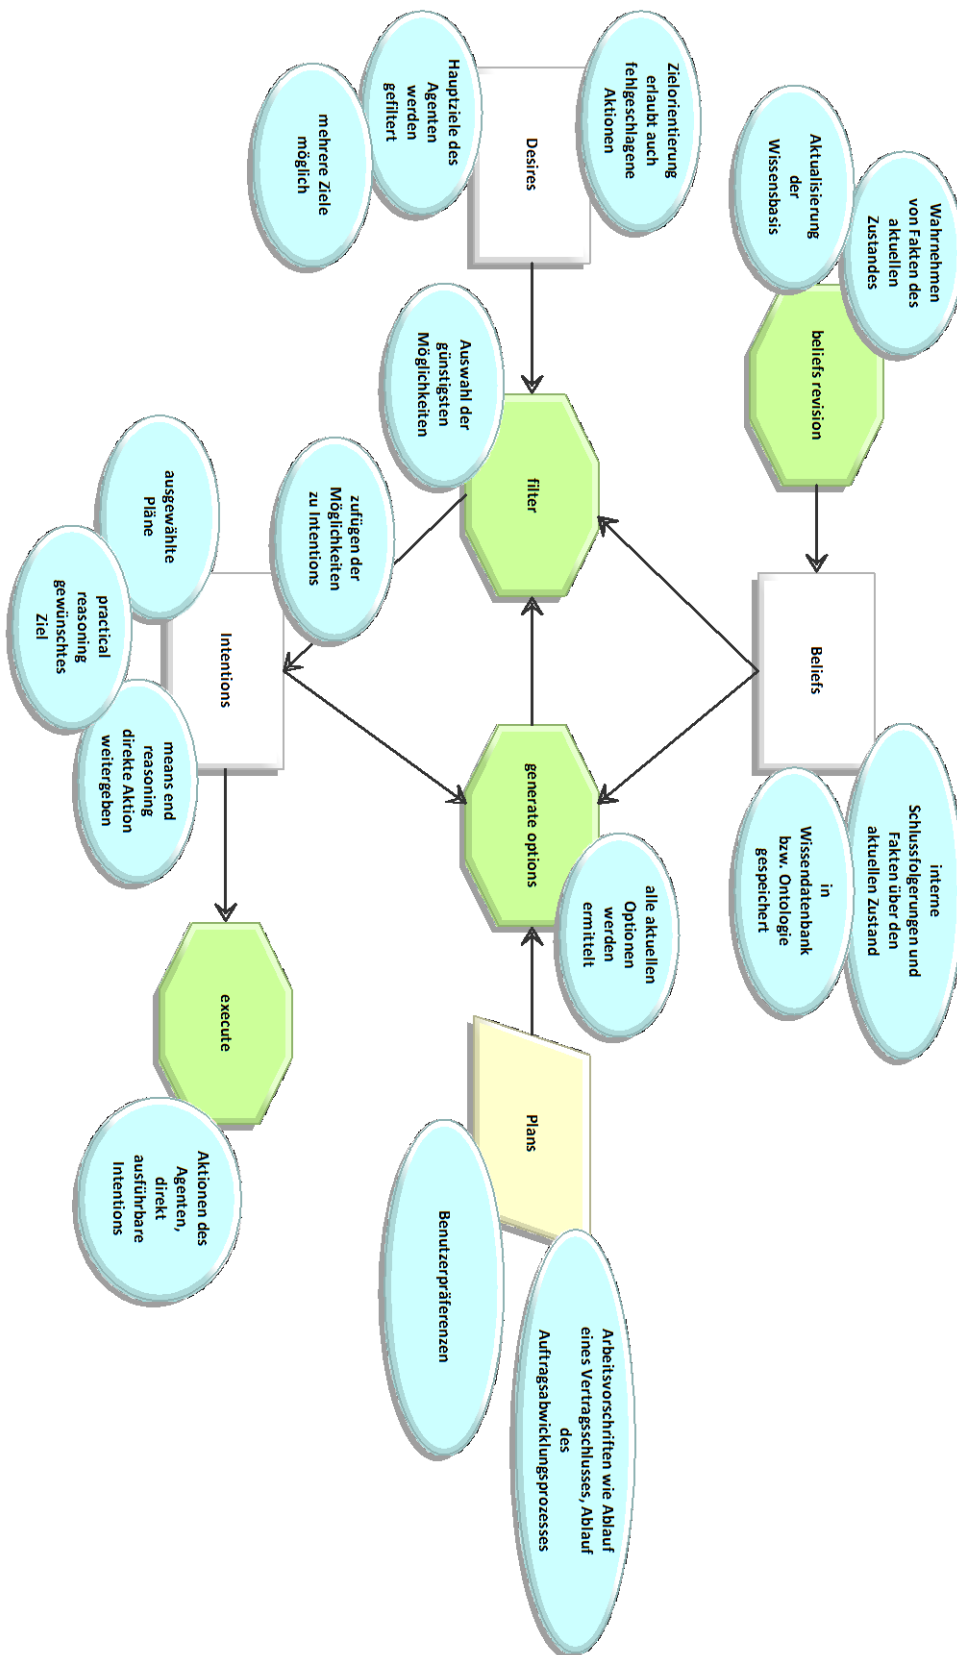 Wahrnehmen
von Fakten des
aktuellen
Zustandes
Aktualisierung
der
Wissensbasis
beliefs revision
Beliefs
interne
Schlussfolgerungen und
Fakten über den
aktuellen Zustand
in
Wissendatenbank
bzw. Ontologie
gespeichert
Zielorientierung
erlaubt auch
fehlgeschlagene
Aktionen
Desires
Hauptziele des
Agenten
werden
gefiltert
mehrere Ziele
möglich
filter
Auswahl der
günstigsten
Möglichkeiten
zufügen der
Möglichkeiten
zu Intentions
generate options
alle aktuellen
Optionen
werden
ermittelt
Plans
Arbeitsvorschriften wie Ablauf
eines Vertragsschlusses, Ablauf
des
Auftragsabwicklungsprozesses
Benutzerpräferenzen
Intentions
ausgewählte
Pläne
practical
reasoning
gewünschtes
Ziel
means end
reasoning
direkte Aktion
weitergeben
execute
Aktionen des
Agenten,
direkt
ausführbare
Intentions